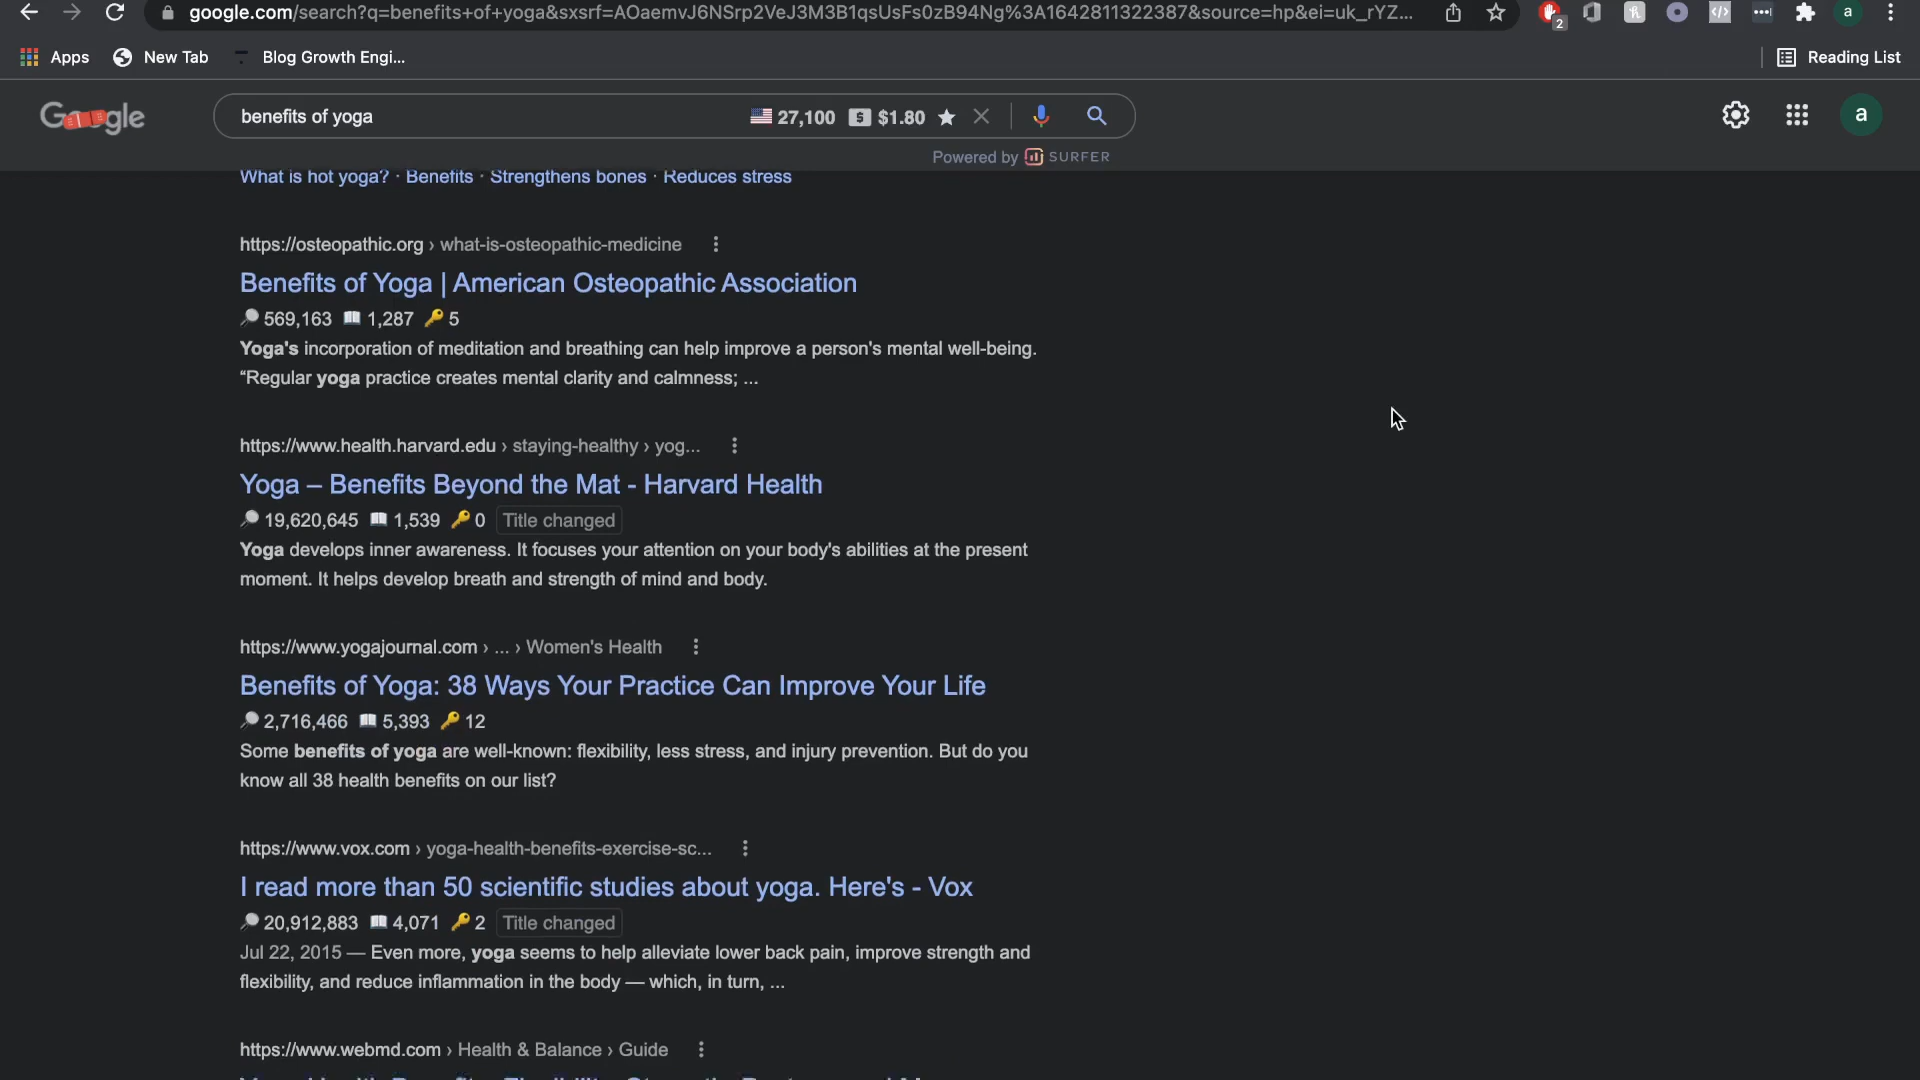 google.com/search?q=benefits+of+yoga&sxsrf=AOaemvJ6NSrp2VeJ3M3B1qsUsFs0zB94Ng%3A1642811322387&source=hp&ei=uk_rYZ...
2
a
Apps
New Tab
Blog Growth Engi...
Reading List
Google
benefits of yoga
27,100
$1.80
a
Powered by SURFER
What is hot yoga? · Benefits · Strengthens bones · Reduces stress
https://osteopathic.org › what-is-osteopathic-medicine
Benefits of Yoga | American Osteopathic Association
569,163 1,287 5
Yoga's incorporation of meditation and breathing can help improve a person's mental well-being.
“Regular yoga practice creates mental clarity and calmness; ...
https://www.health.harvard.edu › staying-healthy › yog...
Yoga – Benefits Beyond the Mat - Harvard Health
19,620,645 1,539 0 Title changed
Yoga develops inner awareness. It focuses your attention on your body's abilities at the present
moment. It helps develop breath and strength of mind and body.
https://www.yogajournal.com › ... › Women's Health
Benefits of Yoga: 38 Ways Your Practice Can Improve Your Life
2,716,466 5,393 12
Some benefits of yoga are well-known: flexibility, less stress, and injury prevention. But do you
know all 38 health benefits on our list?
https://www.vox.com › yoga-health-benefits-exercise-sc...
I read more than 50 scientific studies about yoga. Here's - Vox
20,912,883 4,071 2 Title changed
Jul 22, 2015 — Even more, yoga seems to help alleviate lower back pain, improve strength and
flexibility, and reduce inflammation in the body — which, in turn, ...
https://www.webmd.com › Health & Balance › Guide